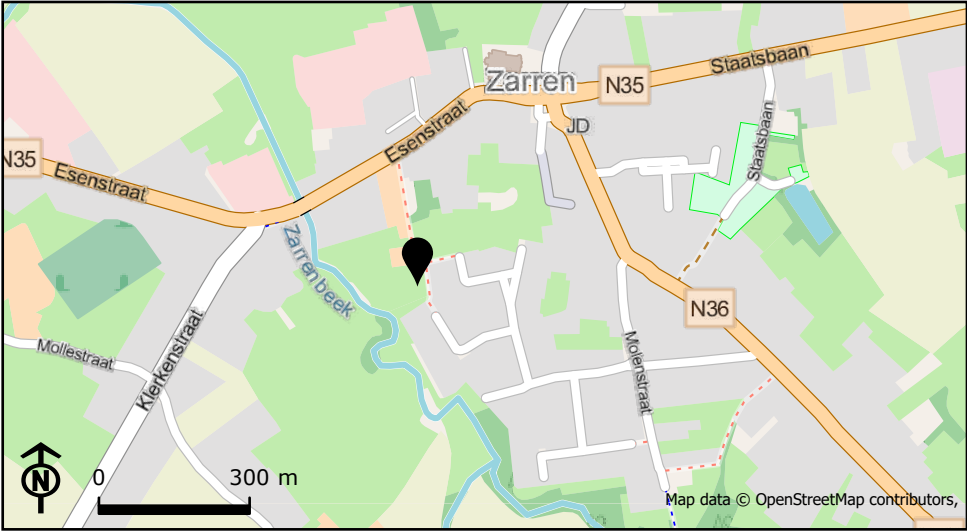 Staatsbaan
Zarren
N35
JD
Esenstraat
N35
Staatsbaan
Esenstraat
Zarrenbeek
N36
Klerkenstraat
Mollestraat
Molenstraat
N
0
300 m
Map data © OpenStreetMap contributors,